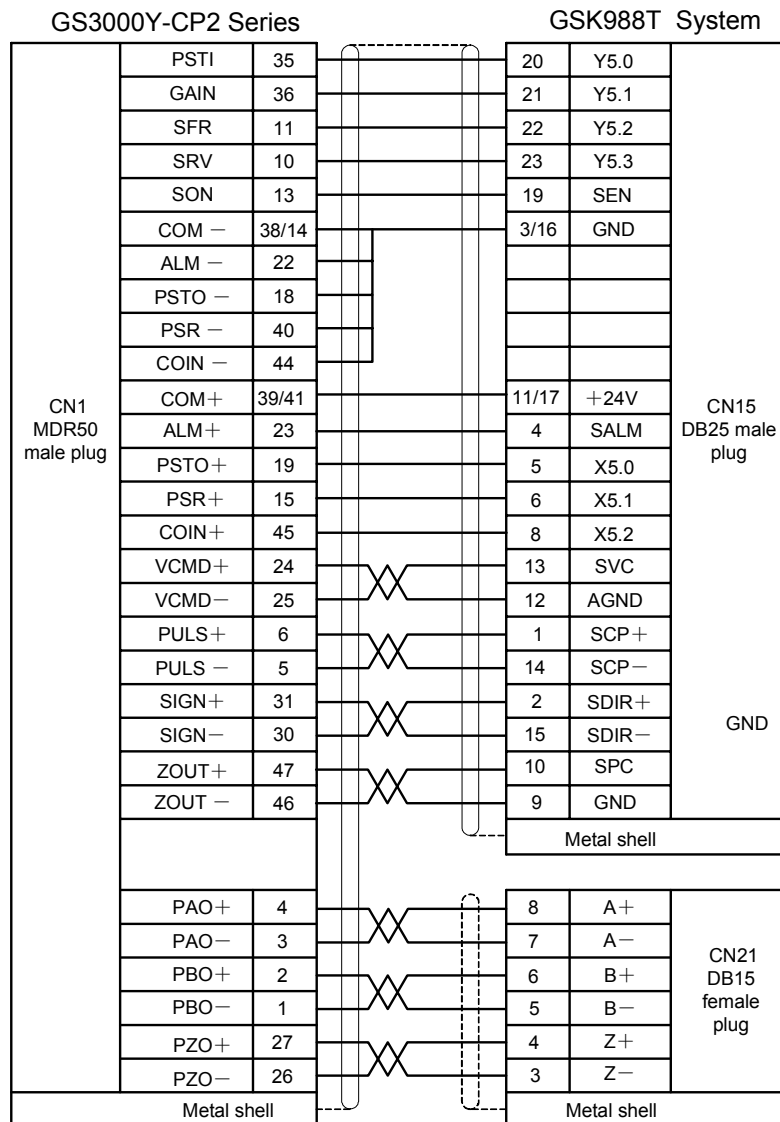 GS3000Y-CP2 Series GSK988T System
PSTI 35 20 Y5.0
GAIN 36 21 Y5.1
SFR 11 22 Y5.2
SRV 10 23 Y5.3
SON 13 19 SEN
COM － 38/14 3/16 GND
ALM － 22
PSTO － 18
PSR － 40
COIN － 44
CN1
MDR50
male plug
COM＋ 39/41 11/17 ＋24V
CN15
DB25 male
plug
ALM＋ 23 4 SALM
PSTO＋ 19 5 X5.0
PSR＋ 15 6 X5.1
COIN＋ 45 8 X5.2
VCMD＋ 24 13 SVC
VCMD－ 25 12 AGND
PULS＋ 6 1 SCP＋
PULS － 5 14 SCP－
SIGN＋ 31 2 SDIR＋
SIGN－ 30 15 SDIR－
GND
ZOUT＋ 47 10 SPC
ZOUT － 46 9 GND
Metal shell
PAO＋ 4 8 A＋
PAO－ 3 7 A－
PBO＋ 2 6 B＋
PBO－ 1 5 B－
PZO＋ 27 4 Z＋
PZO－ 26 3 Z－
CN21
DB15
female
plug
Metal shell Metal shell